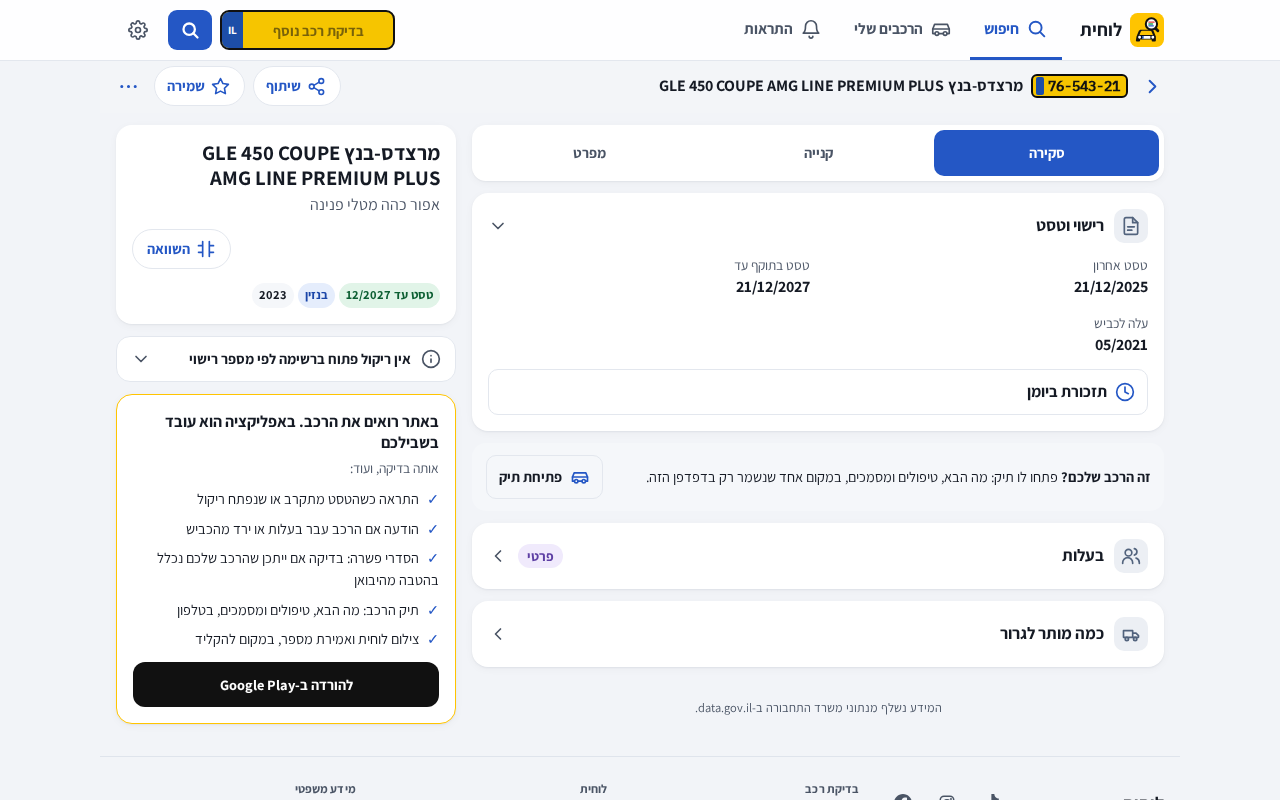 לוחית
חיפוש
הרכבים שלי
התראות
בדיקת רכב נוסף
IL
76-543-21
מרצדס-בנץ GLE 450 COUPE AMG LINE PREMIUM PLUS
שיתוף
שמירה
סקירה
קנייה
מפרט
רישוי וטסט
טסט אחרון
21/12/2025
טסט בתוקף עד
21/12/2027
עלה לכביש
05/2021
תזכורת ביומן
זה הרכב שלכם? פתחו לו תיק: מה הבא, טיפולים ומסמכים, במקום אחד שנשמר רק בדפדפן הזה.
פתיחת תיק
בעלות
פרטי
כמה מותר לגרור
המידע נשלף מנתוני משרד התחבורה ב-data.gov.il.
מרצדס-בנץ GLE 450 COUPE
AMG LINE PREMIUM PLUS
אפור כהה מטלי פנינה
השוואה
טסט עד 12/2027
בנזין
2023
אין ריקול פתוח ברשימה לפי מספר רישוי
באתר רואים את הרכב. באפליקציה הוא עובד
בשבילכם
אותה בדיקה, ועוד:
✓ התראה כשהטסט מתקרב או שנפתח ריקול
✓ הודעה אם הרכב עבר בעלות או ירד מהכביש
✓ הסדרי פשרה: בדיקה אם ייתכן שהרכב שלכם נכלל
בהטבה מהיבואן
✓ תיק הרכב: מה הבא, טיפולים ומסמכים, בטלפון
✓ צילום לוחית ואמירת מספר, במקום להקליד
להורדה ב-Google Play
בדיקת רכב
לוחית
מידע משפטי